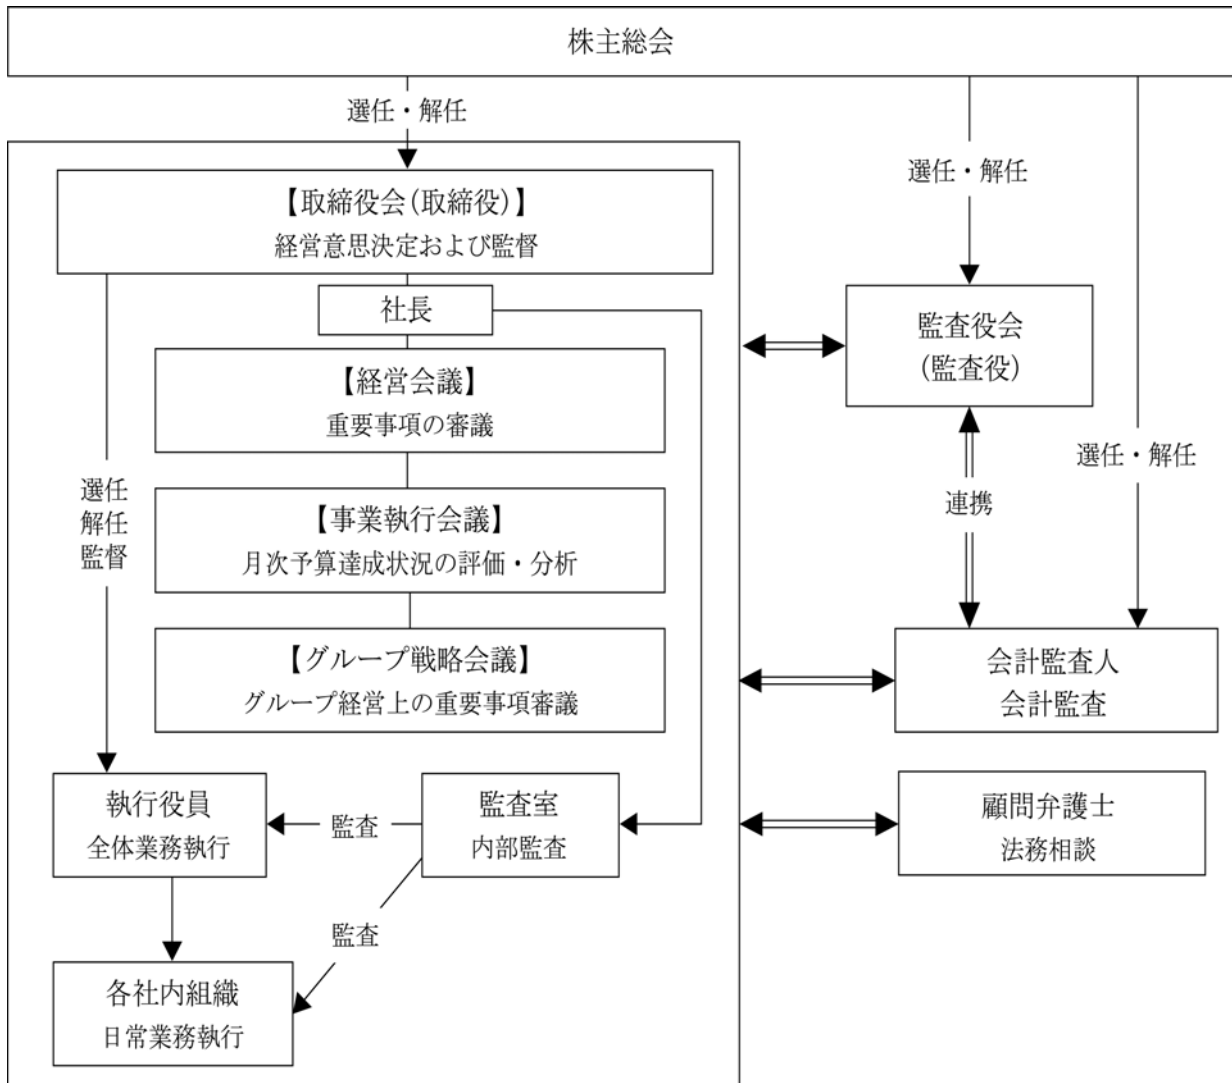 株主総会
選任・解任
選任・解任
【取締役会(取締役)】
経営意思決定および監督
社長
監査役会
(監査役)
【経営会議】
重要事項の審議
選任・解任
選任
解任
監督
連携
【事業執行会議】
月次予算達成状況の評価・分析
【グループ戦略会議】
グループ経営上の重要事項審議
会計監査人
会計監査
執行役員
全体業務執行
監査
監査室
内部監査
顧問弁護士
法務相談
監査
各社内組織
日常業務執行